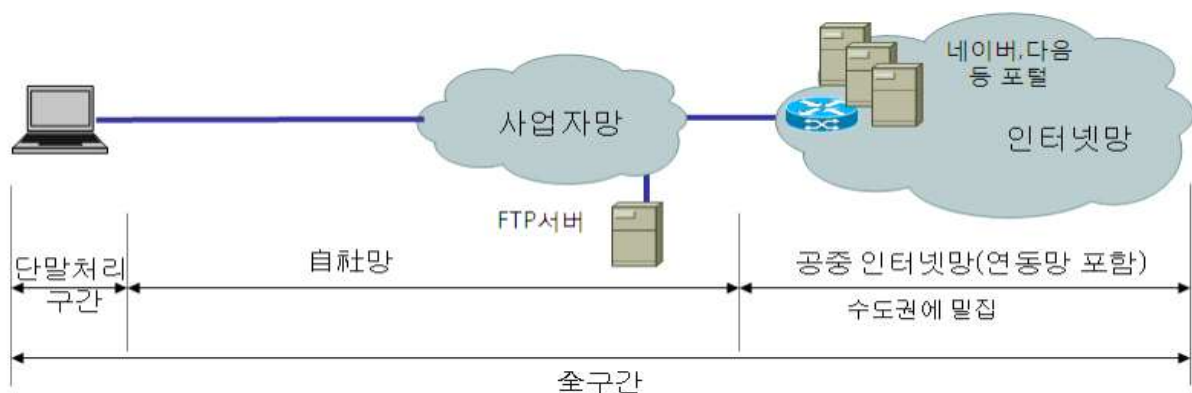 네이버,다음
등 포털
사업자망
인터넷망
FTP서버
단말처리
구간
自社망
공중 인터넷망(연동망 포함)
수도권에 밀집
全구간